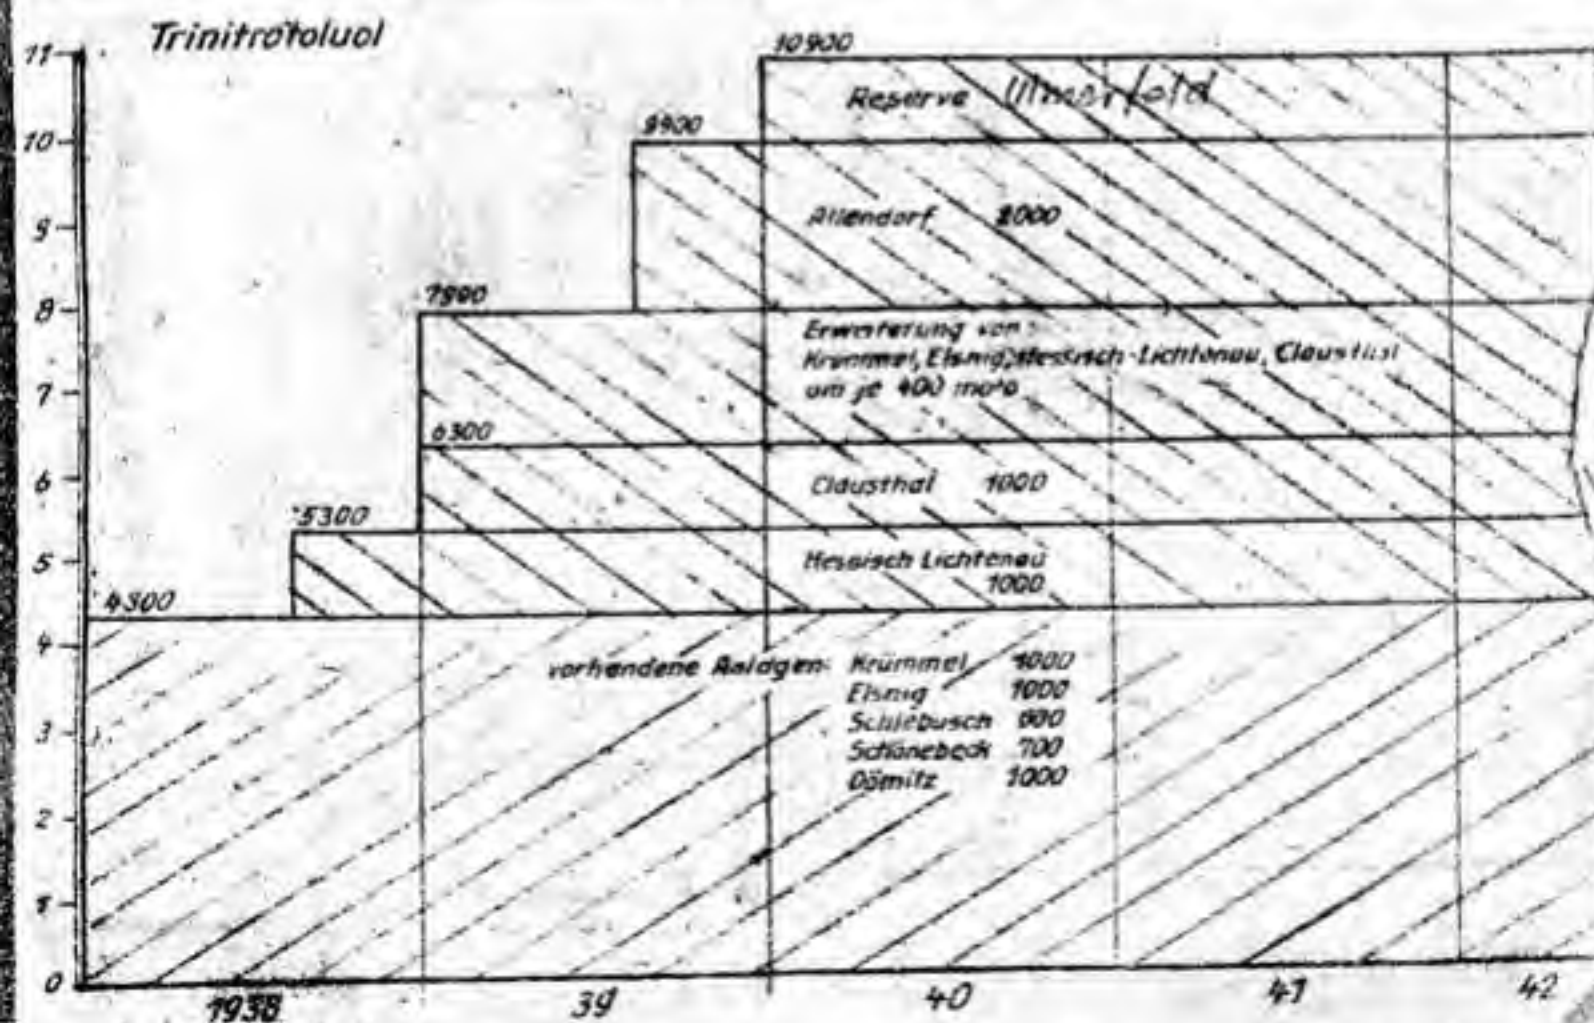 Trinitrotoluol
11
10900
Reserve
10
9900
9
Allendorf 2000
8
7900
Erweiterung von:
Krümmel, Elsnig, Hessisch-Lichtenau, Clausthal
7
um je 400 moto
6300
6
Clausthal 1000
5300
5
Hessisch Lichtenau
1000
4300
4
vorhandene Anlagen: Krümmel 1000
Elsnig 1000
3
Schlebusch
Schönebeck 700
Dömitz 1000
2
1
0
1938 39 40 41 42